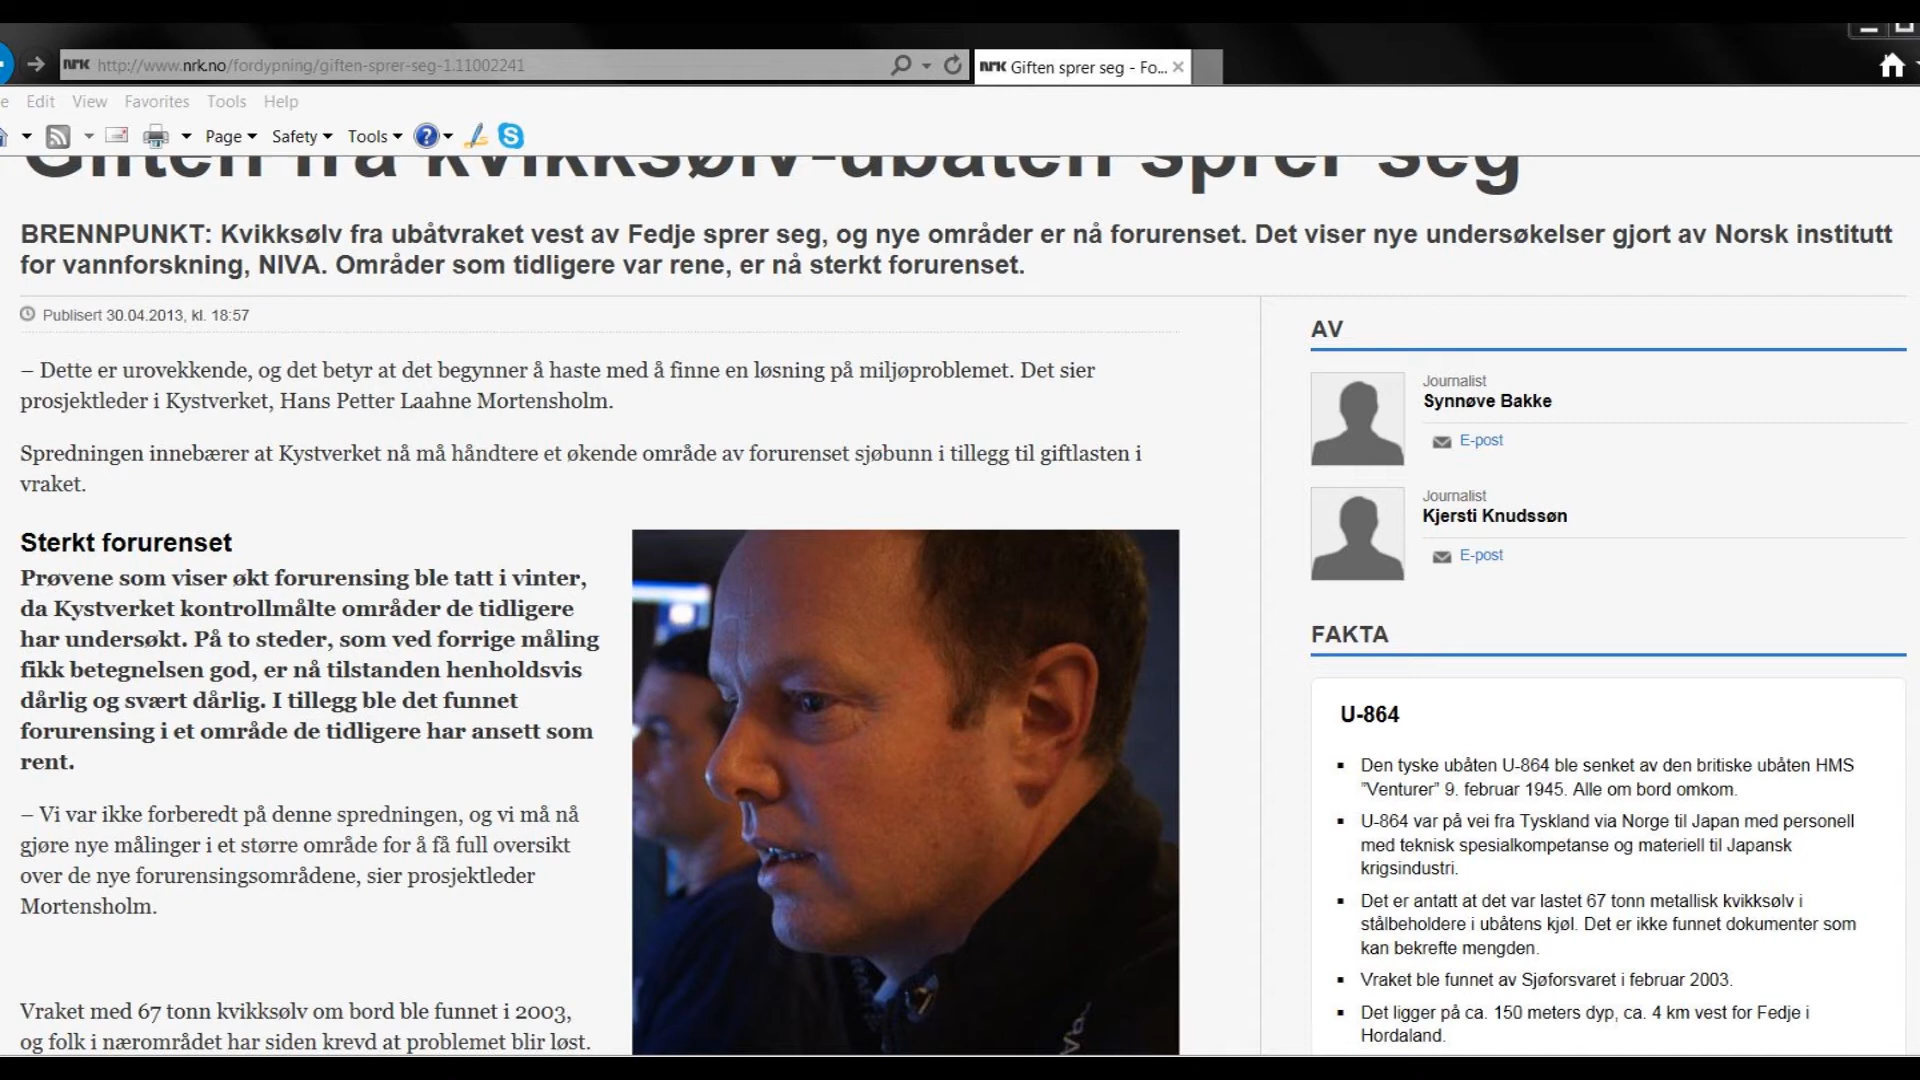 nrk http://www.nrk.no/fordypning/giften-sprer-seg-1.11002241
nrk Giften sprer seg - Fo...
Edit View Favorites Tools Help
Page Safety Tools
Giften fra kvikksølv-ubåten sprer seg
BRENNPUNKT: Kvikksølv fra ubåtvraket vest av Fedje sprer seg, og nye områder er nå forurenset. Det viser nye undersøkelser gjort av Norsk institutt
for vannforskning, NIVA. Områder som tidligere var rene, er nå sterkt forurenset.
Publisert 30.04.2013, kl. 18:57
– Dette er urovekkende, og det betyr at det begynner å haste med å finne en løsning på miljøproblemet. Det sier
prosjektleder i Kystverket, Hans Petter Laahne Mortensholm.
Spredningen innebærer at Kystverket nå må håndtere et økende område av forurenset sjøbunn i tillegg til giftlasten i
vraket.
Sterkt forurenset
Prøvene som viser økt forurensing ble tatt i vinter,
da Kystverket kontrollmålte områder de tidligere
har undersøkt. På to steder, som ved forrige måling
fikk betegnelsen god, er nå tilstanden henholdsvis
dårlig og svært dårlig. I tillegg ble det funnet
forurensing i et område de tidligere har ansett som
rent.
– Vi var ikke forberedt på denne spredningen, og vi må nå
gjøre nye målinger i et større område for å få full oversikt
over de nye forurensingsområdene, sier prosjektleder
Mortensholm.
Vraket med 67 tonn kvikksølv om bord ble funnet i 2003,
og folk i nærområdet har siden krevd at problemet blir løst.
AV
Journalist
Synnøve Bakke
E-post
Journalist
Kjersti Knudssøn
E-post
FAKTA
U-864
Den tyske ubåten U-864 ble senket av den britiske ubåten HMS
"Venturer" 9. februar 1945. Alle om bord omkom.
U-864 var på vei fra Tyskland via Norge til Japan med personell
med teknisk spesialkompetanse og materiell til Japansk
krigsindustri.
Det er antatt at det var lastet 67 tonn metallisk kvikksølv i
stålbeholdere i ubåtens kjøl. Det er ikke funnet dokumenter som
kan bekrefte mengden.
Vraket ble funnet av Sjøforsvaret i februar 2003.
Det ligger på ca. 150 meters dyp, ca. 4 km vest for Fedje i
Hordaland.